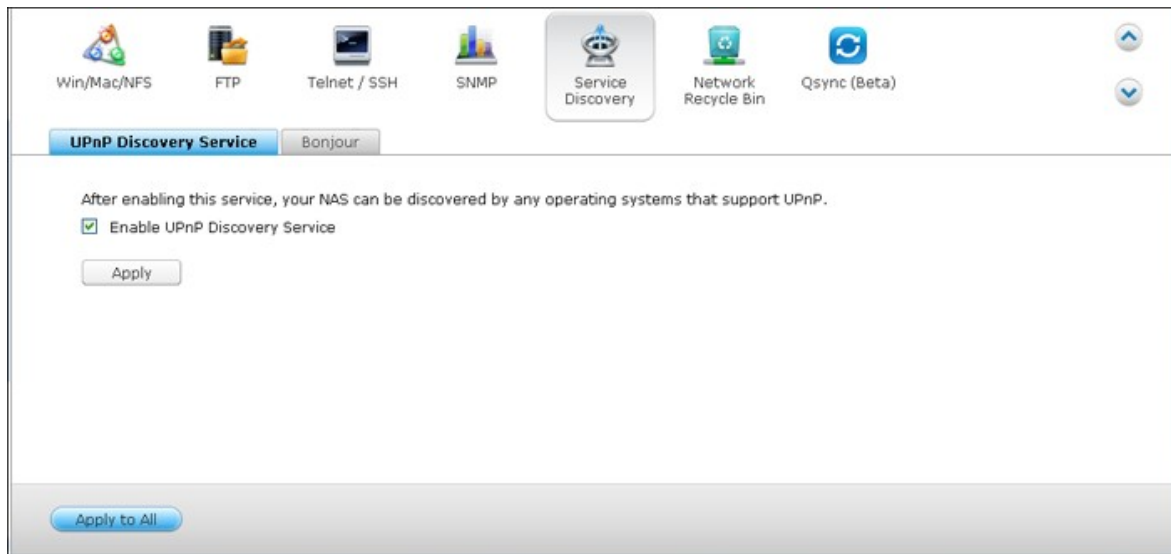 Win/Mac/NFS
FTP
Telnet / SSH
SNMP
Service
Discovery
Network
Recycle Bin
Qsync (Beta)
UPnP Discovery Service
Bonjour
After enabling this service, your NAS can be discovered by any operating systems that support UPnP.
Enable UPnP Discovery Service
Apply
Apply to All